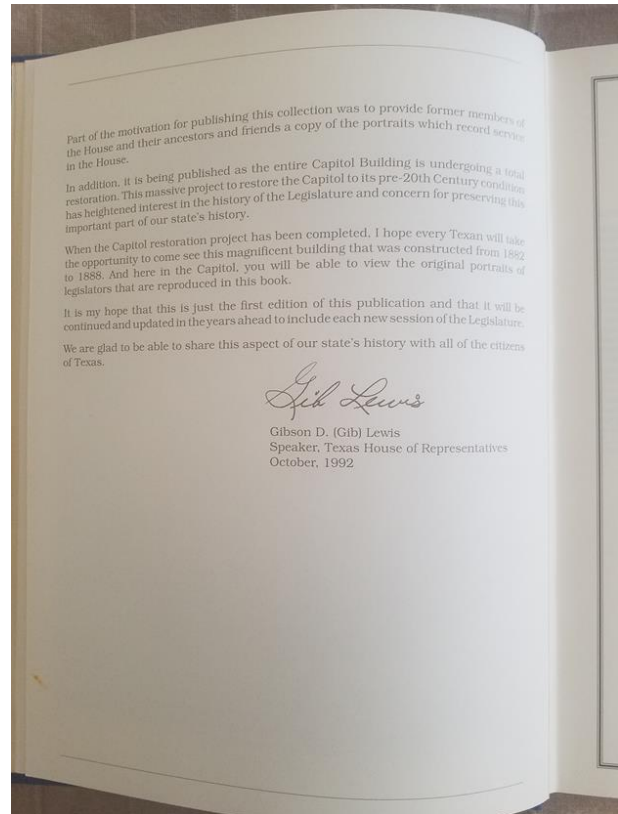 Part of the motivation for publishing this collection was to provide former members of
the House and their ancestors and friends a copy of the portraits which record service
in the House.
In addition, it is being published as the entire Capitol Building is undergoing a total
restoration. This massive project to restore the Capitol to its pre-20th Century condition
has heightened interest in the history of the Legislature and concern for preserving this
important part of our state's history.
When the Capitol restoration project has been completed, I hope every Texan will take
the opportunity to come see this magnificent building that was constructed from 1882
to 1888. And here in the Capitol, you will be able to view the original portraits of
legislators that are reproduced in this book.
It is my hope that this is just the first edition of this publication and that it will be
continued and updated in the years ahead to include each new session of the Legislature.
We are glad to be able to share this aspect of our state's history with all of the citizens
of Texas.
Gib Lewis
Gibson D. (Gib) Lewis
Speaker, Texas House of Representatives
October, 1992